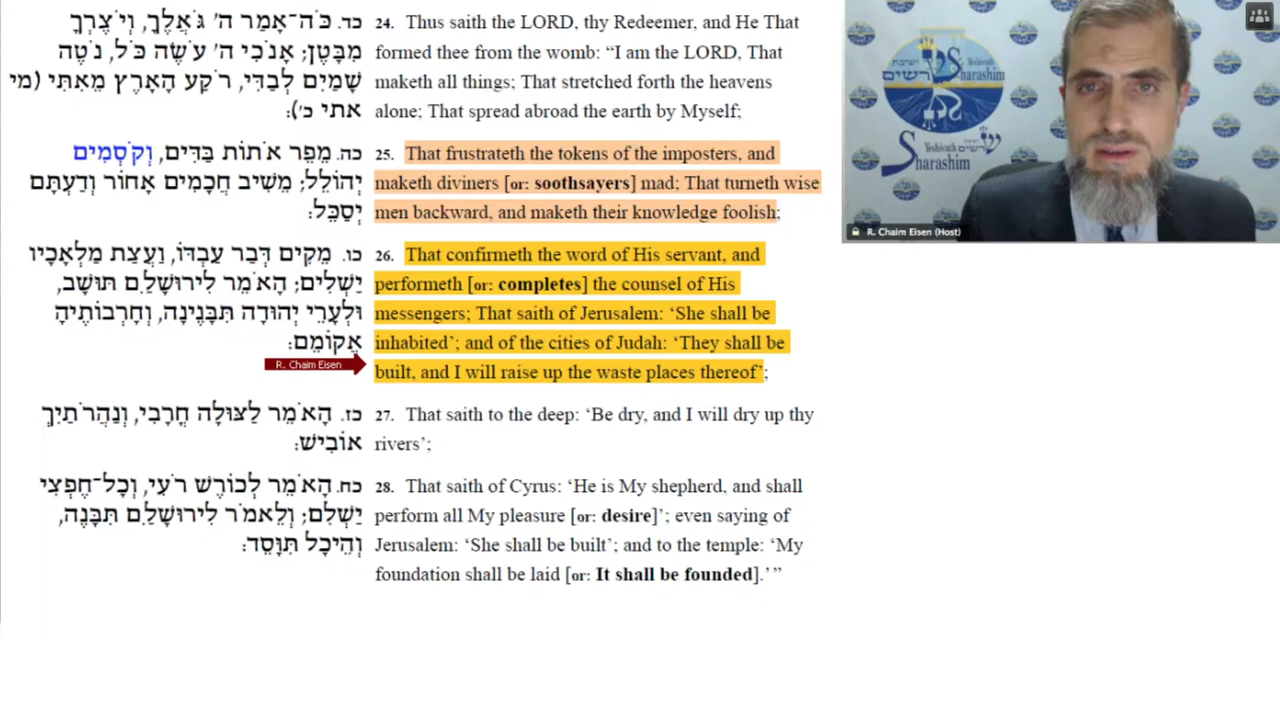 כד. כֹּה־אָמַר ה' גֹּאֲלֶךָ, וְיֹצֶרְךָ
מִבָּטֶן; אָנֹכִי ה' עֹשֶׂה כֹּל, נֹטֶה
שָׁמַיִם לְבַדִּי, רֹקַע הָאָרֶץ מֵאִתִּי (מי
אתי כ'):
24. Thus saith the LORD, thy Redeemer, and He That
formed thee from the womb: “I am the LORD, That
maketh all things; That stretched forth the heavens
alone; That spread abroad the earth by Myself;
כה. מֵפֵר אֹתוֹת בַּדִּים, וְקֹסְמִים
יְהוֹלֵל; מֵשִׁיב חֲכָמִים אָחוֹר וְדַעְתָּם
יְסַכֵּל:
25. That frustrateth the tokens of the imposters, and
maketh diviners [or: soothsayers] mad; That turneth wise
men backward, and maketh their knowledge foolish;
כו. מֵקִים דְּבַר עַבְדּוֹ, וַעֲצַת מַלְאָכָיו
יַשְׁלִים; הָאֹמֵר לִירוּשָׁלַ‍ִם תּוּשָׁב,
וּלְעָרֵי יְהוּדָה תִּבָּנֶינָה, וְחָרְבוֹתֶיהָ
אֲקוֹמֵם:
26. That confirmeth the word of His servant, and
performeth [or: completes] the counsel of His
messengers; That saith of Jerusalem: ‘She shall be
inhabited’; and of the cities of Judah: ‘They shall be
built, and I will raise up the waste places thereof’;
R. Chaim Eisen
כז. הָאֹמֵר לַצּוּלָה חֳרָבִי, וְנַהֲרֹתַיִךְ
אוֹבִישׁ:
27. That saith to the deep: ‘Be dry, and I will dry up thy
rivers’;
כח. הָאֹמֵר לְכוֹרֶשׁ רֹעִי, וְכָל־חֶפְצִי
יַשְׁלִם; וְלֵאמֹר לִירוּשָׁלַ‍ִם תִּבָּנֶה,
וְהֵיכָל תִּוָּסֵד:
28. That saith of Cyrus: ‘He is My shepherd, and shall
perform all My pleasure [or: desire]’; even saying of
Jerusalem: ‘She shall be built’; and to the temple: ‘My
foundation shall be laid [or: It shall be founded].’”
ישיבת
שרשים
Sharashim
Yeshivath
שרשים
Sharashim
R. Chaim Eisen (Host)